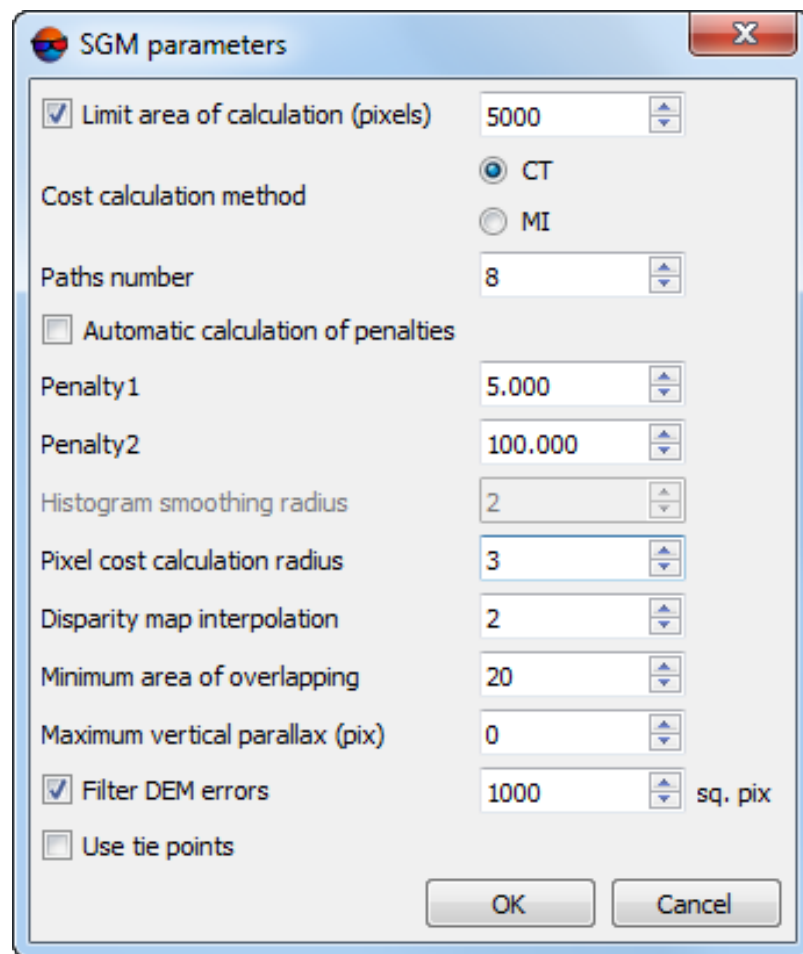 SGM parameters
Limit area of calculation (pixels) 5000
Cost calculation method
CT
MI
Paths number 8
Automatic calculation of penalties
Penalty1 5.000
Penalty2 100.000
Histogram smoothing radius 2
Pixel cost calculation radius 3
Disparity map interpolation 2
Minimum area of overlapping 20
Maximum vertical parallax (pix) 0
Filter DEM errors 1000 sq. pix
Use tie points
OK Cancel